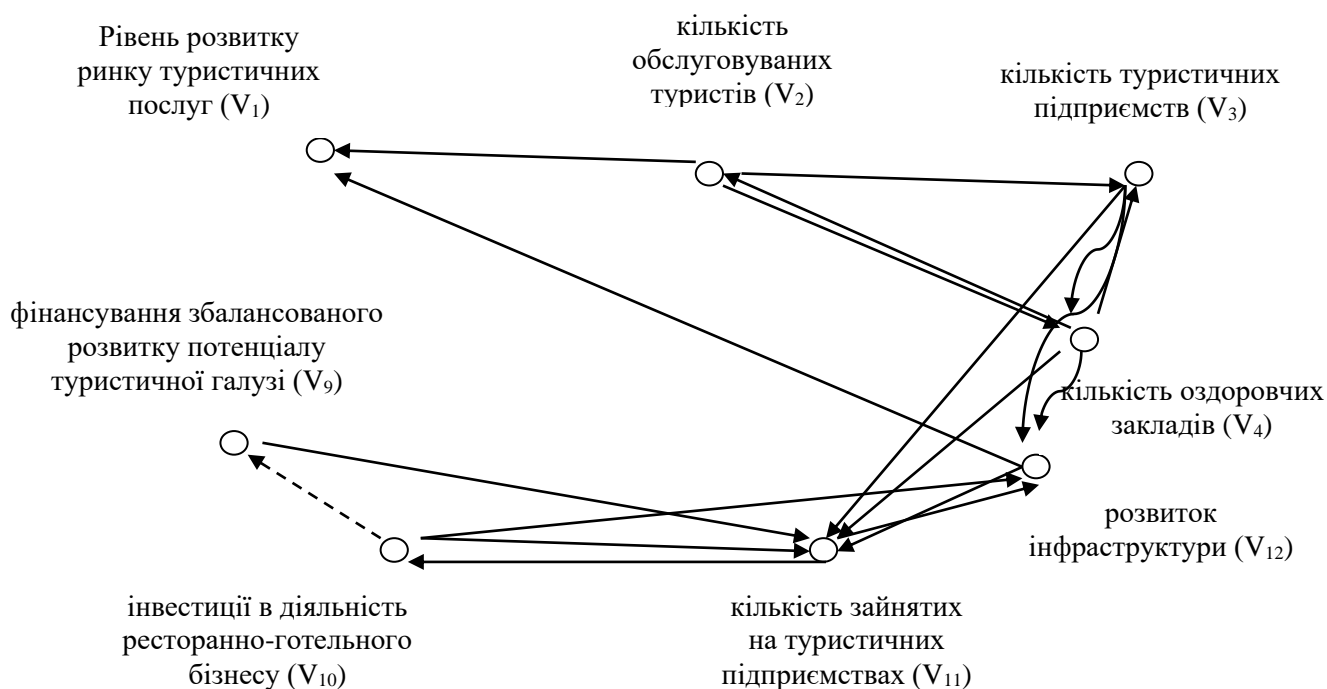 Рівень розвитку
ринку туристичних
послуг (V₁)
кількість
обслуговуваних
туристів (V₂)
кількість туристичних
підприємств (V₃)
фінансування збалансованого
розвитку потенціалу
туристичної галузі (V₉)
кількість оздоровчих
закладів (V₄)
розвиток
інфраструктури (V₁₂)
інвестиції в діяльність
ресторанно-готельного
бізнесу (V₁₀)
кількість зайнятих
на туристичних
підприємствах (V₁₁)